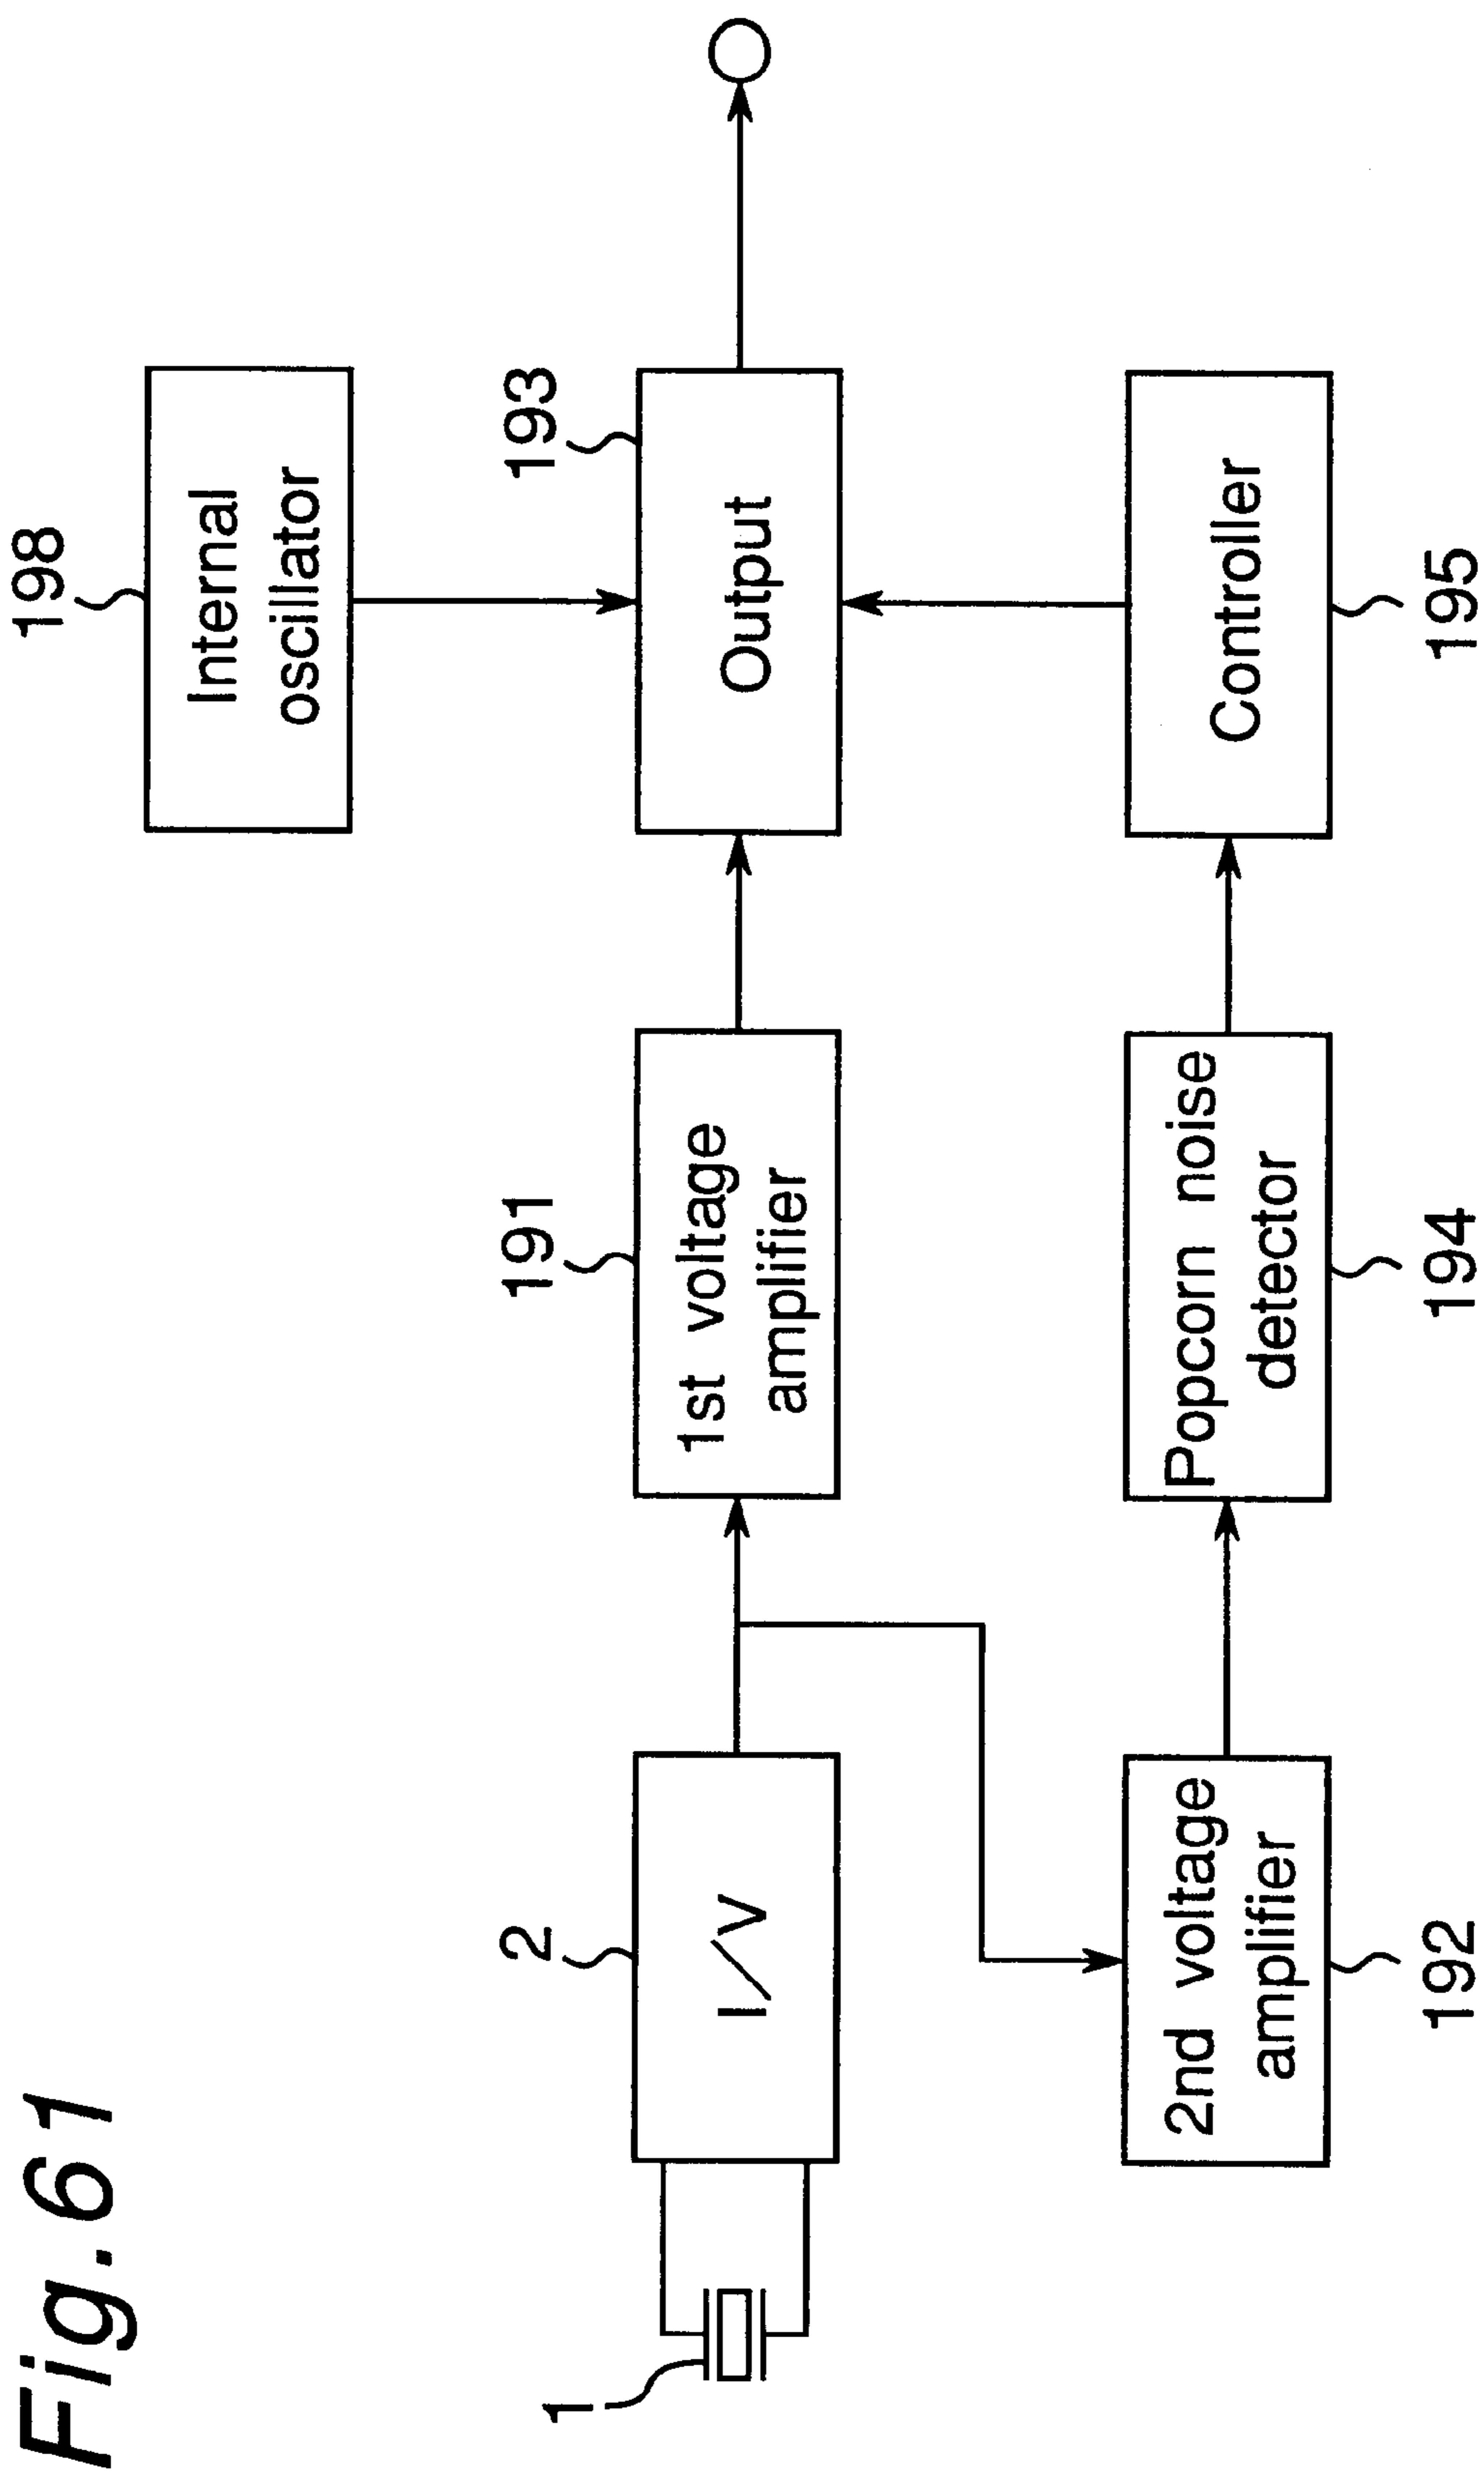 Fig.61
198
Internal
oscillator
2
191
193
1
I/V
1st voltage
amplifier
Output
2nd voltage
amplifier
Popcorn noise
detector
Controller
192
194
195